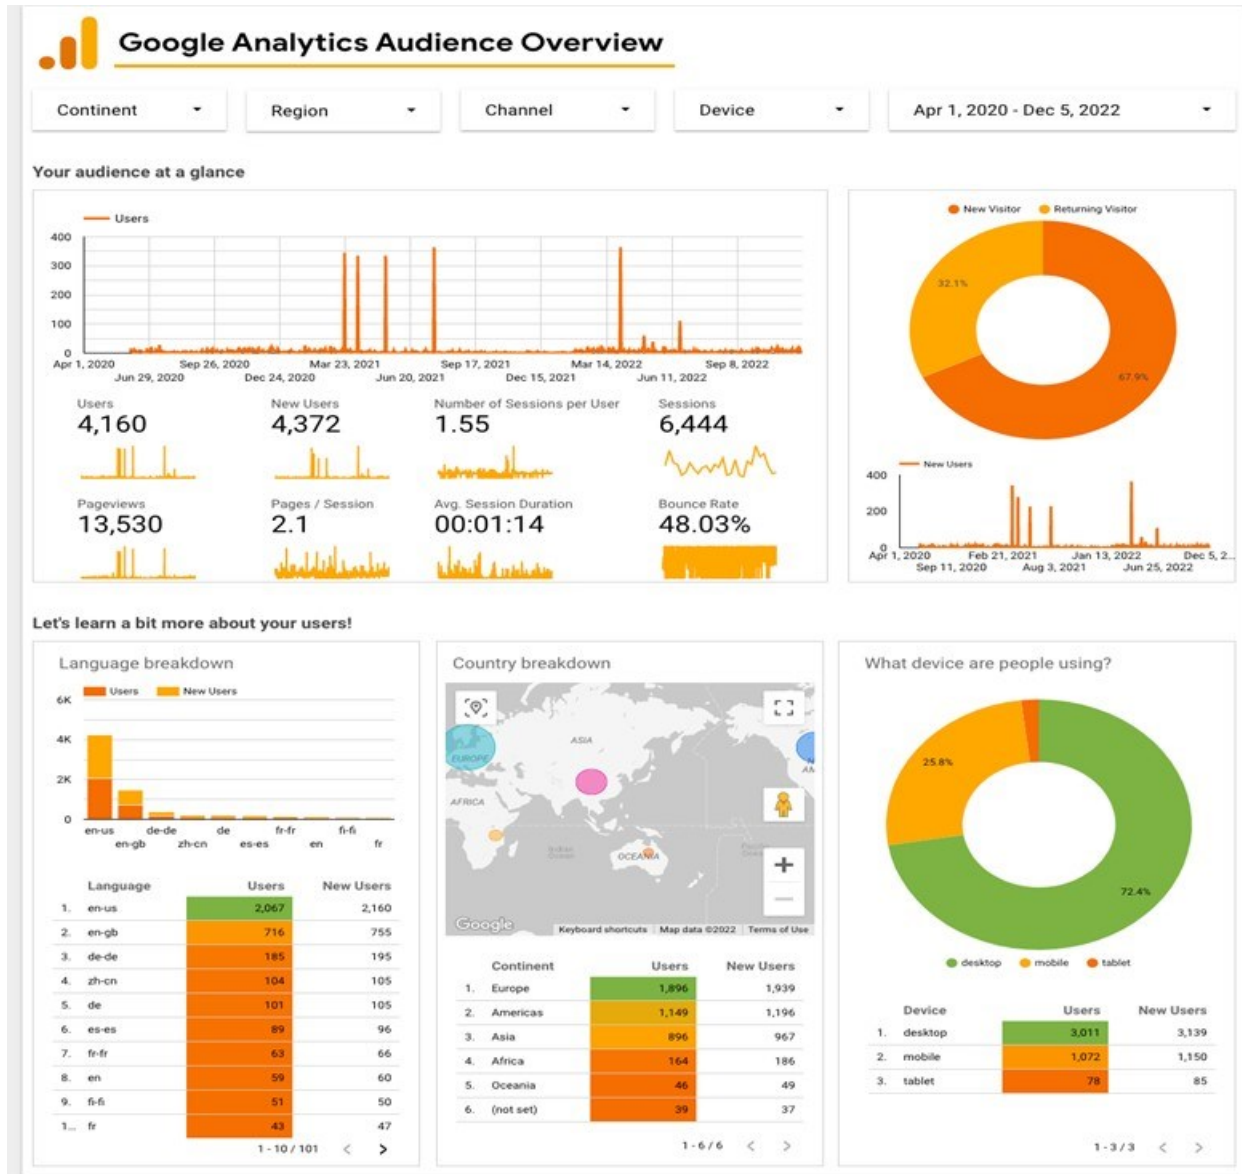 Google Analytics Audience Overview
Continent Region Channel Device Apr 1, 2020 - Dec 5, 2022
Your audience at a glance
Users
400
300
200
100
0
Apr 1, 2020 Sep 26, 2020 Mar 23, 2021 Sep 17, 2021 Mar 14, 2022 Sep 8, 2022
Jun 29, 2020 Dec 24, 2020 Jun 20, 2021 Dec 15, 2021 Jun 11, 2022
Users New Users Number of Sessions per User Sessions
4,160 4,372 1.55 6,444
Pageviews Pages / Session Avg. Session Duration Bounce Rate
13,530 2.1 00:01:14 48.03%
New Visitor Returning Visitor
32.1%
67.9%
New Users
400
200
0
Apr 1, 2020 Feb 21, 2021 Jan 13, 2022 Dec 5, 2...
Sep 11, 2020 Aug 3, 2021 Jun 25, 2022
Let's learn a bit more about your users!
Language breakdown
Users New Users
6K
4K
2K
0
en-us de-de de fr-fr fi-fi
en-gb zh-cn es-es en fr
Language Users New Users
1. en-us 2,067 2,160
2. en-gb 716 755
3. de-de 185 195
4. zh-cn 104 105
5. de 101 105
6. es-es 89 96
7. fr-fr 63 66
8. en 59 60
9. fi-fi 51 50
1... fr 43 47
1 - 10 / 101
Country breakdown
ASIA
EUROPE
AFRICA
OCEANIA
Google
Keyboard shortcuts Map data ©2022 Terms of Use
Continent Users New Users
1. Europe 1,896 1,939
2. Americas 1,149 1,196
3. Asia 896 967
4. Africa 164 186
5. Oceania 46 49
6. (not set) 39 37
1 - 6 / 6
What device are people using?
25.8%
72.4%
desktop mobile tablet
Device Users New Users
1. desktop 3,011 3,139
2. mobile 1,072 1,150
3. tablet 78 85
1 - 3 / 3